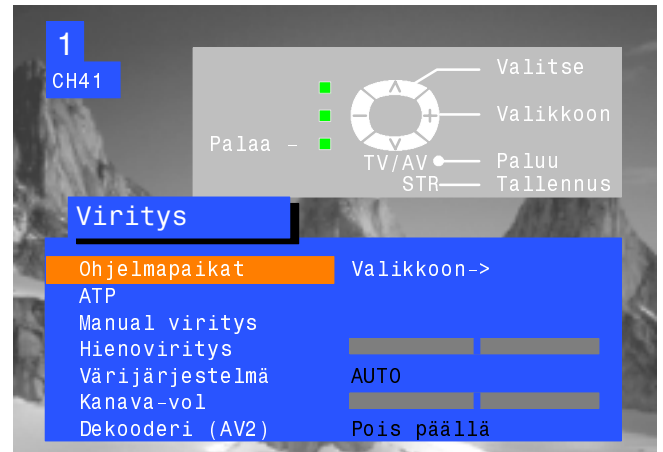 1
CH41
Valitse
Valikkoon
Palaa -
TV/AV Paluu
STR Tallennus
Viritys
Ohjelmapaikat Valikkoon->
ATP
Manual viritys
Hienoviritys
Värijärjestelmä AUTO
Kanava-vol
Dekooderi (AV2) Pois päällä